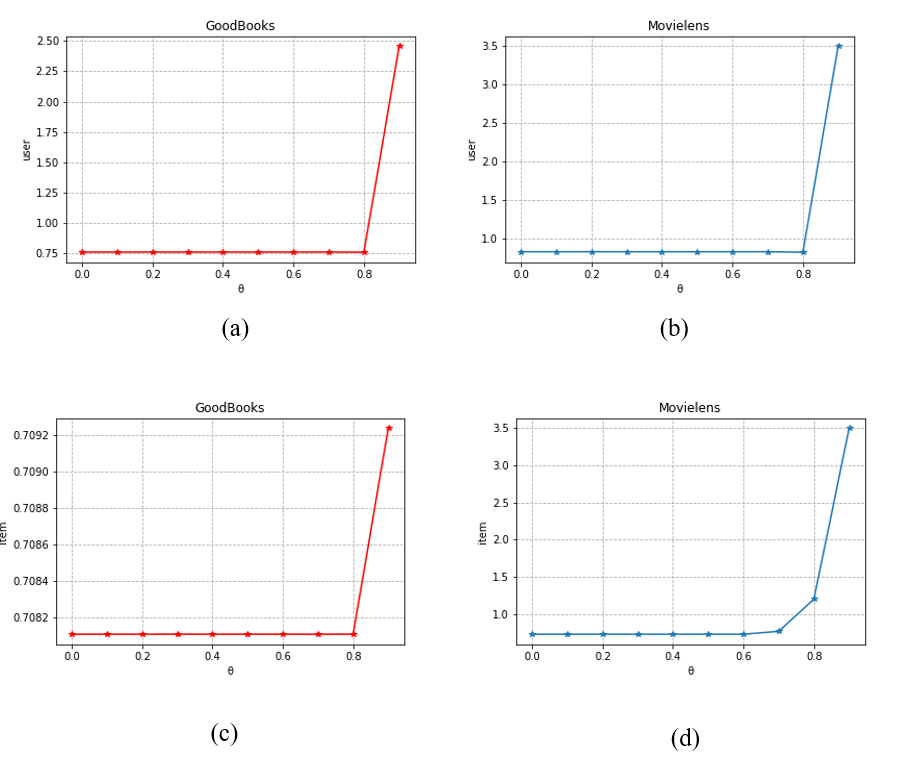 GoodBooks
2.50
2.25
2.00
1.75
1.50
1.25
1.00
0.75
user
0.0 0.2 0.4 0.6 0.8
θ
(a)
Movielens
3.5
3.0
2.5
2.0
1.5
1.0
user
0.0 0.2 0.4 0.6 0.8
θ
(b)
GoodBooks
0.7092
0.7090
0.7088
0.7086
0.7084
0.7082
item
0.0 0.2 0.4 0.6 0.8
θ
(c)
Movielens
3.5
3.0
2.5
2.0
1.5
1.0
item
0.0 0.2 0.4 0.6 0.8
θ
(d)